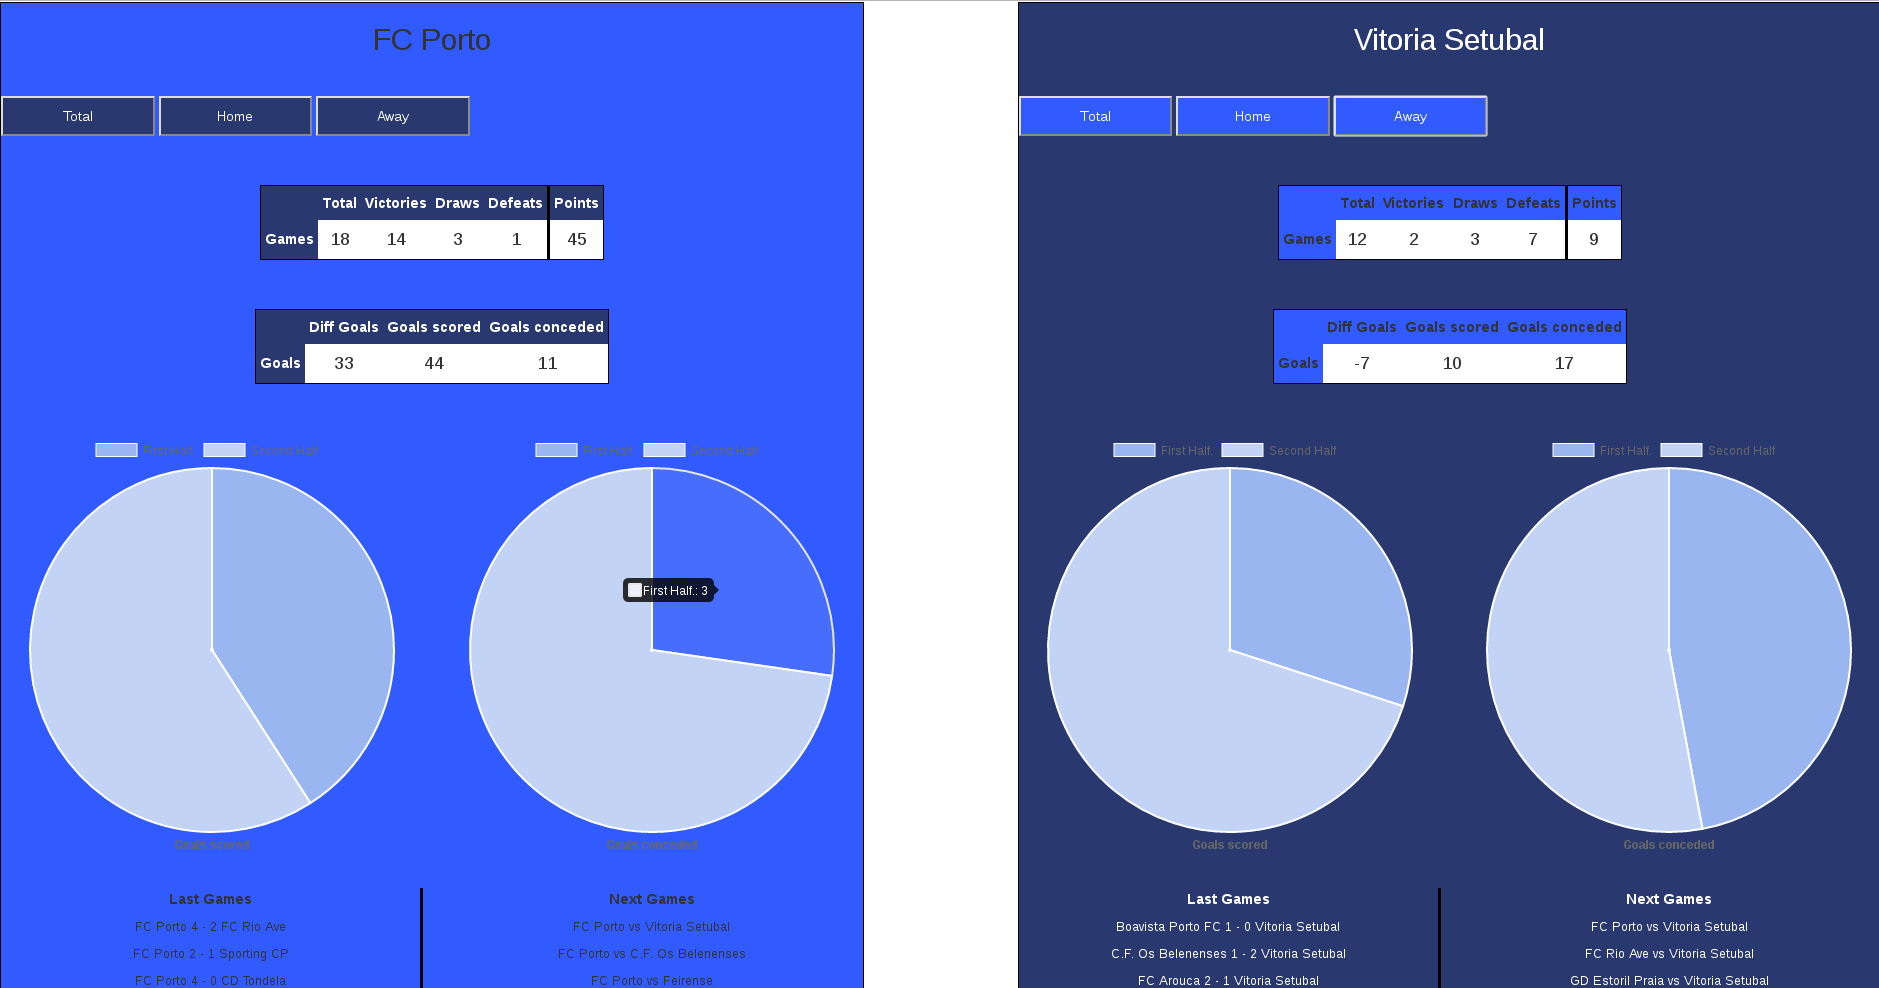 FC Porto
Total Home Away
Total Victories Draws Defeats Points
Games 18 14 3 1 45
Diff Goals Goals scored Goals conceded
Goals 33 44 11
First Half. Second Half
First Half. Second Half
First Half.: 3
Goals scored
Goals conceded
Last Games
FC Porto 4 - 2 FC Rio Ave
FC Porto 2 - 1 Sporting CP
FC Porto 4 - 0 CD Tondela
Next Games
FC Porto vs Vitoria Setubal
FC Porto vs C.F. Os Belenenses
FC Porto vs Feirense
Vitoria Setubal
Total Home Away
Total Victories Draws Defeats Points
Games 12 2 3 7 9
Diff Goals Goals scored Goals conceded
Goals -7 10 17
First Half. Second Half
First Half. Second Half
Goals scored
Goals conceded
Last Games
Boavista Porto FC 1 - 0 Vitoria Setubal
C.F. Os Belenenses 1 - 2 Vitoria Setubal
FC Arouca 2 - 1 Vitoria Setubal
Next Games
FC Porto vs Vitoria Setubal
FC Rio Ave vs Vitoria Setubal
GD Estoril Praia vs Vitoria Setubal